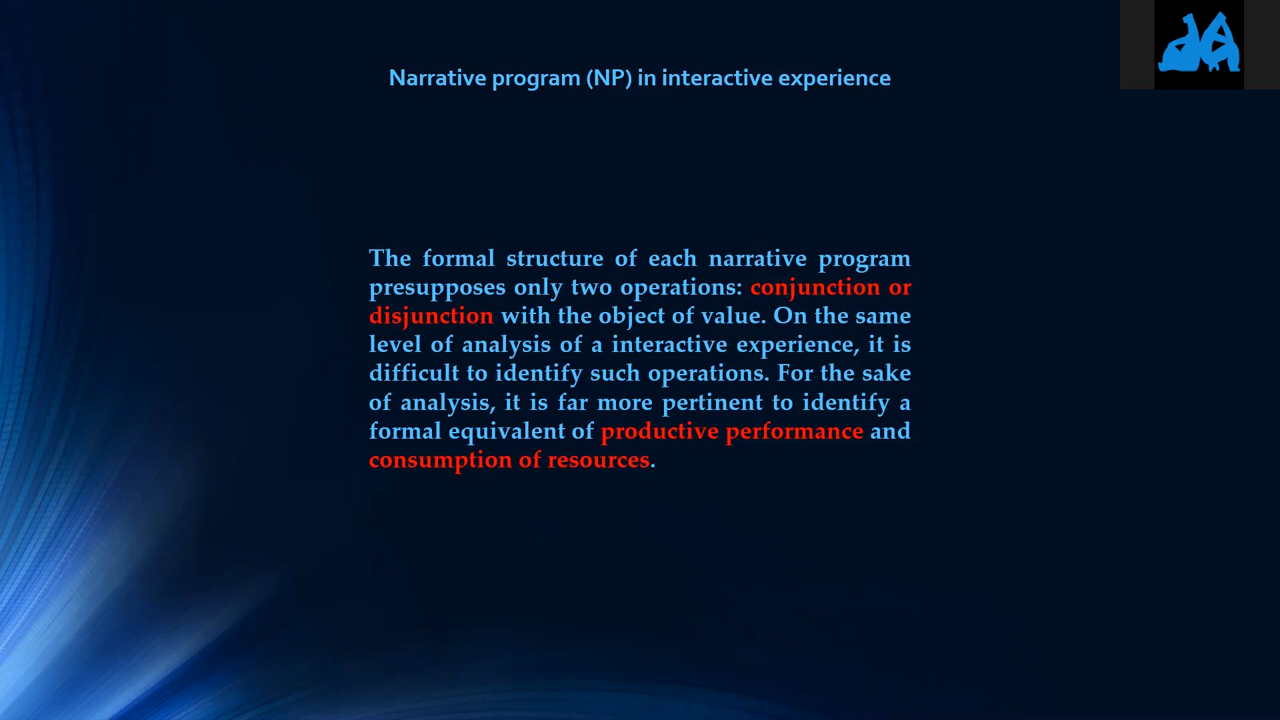 Narrative program (NP) in interactive experience
The formal structure of each narrative program
presupposes only two operations: conjunction or
disjunction with the object of value. On the same
level of analysis of a interactive experience, it is
difficult to identify such operations. For the sake
of analysis, it is far more pertinent to identify a
formal equivalent of productive performance and
consumption of resources.